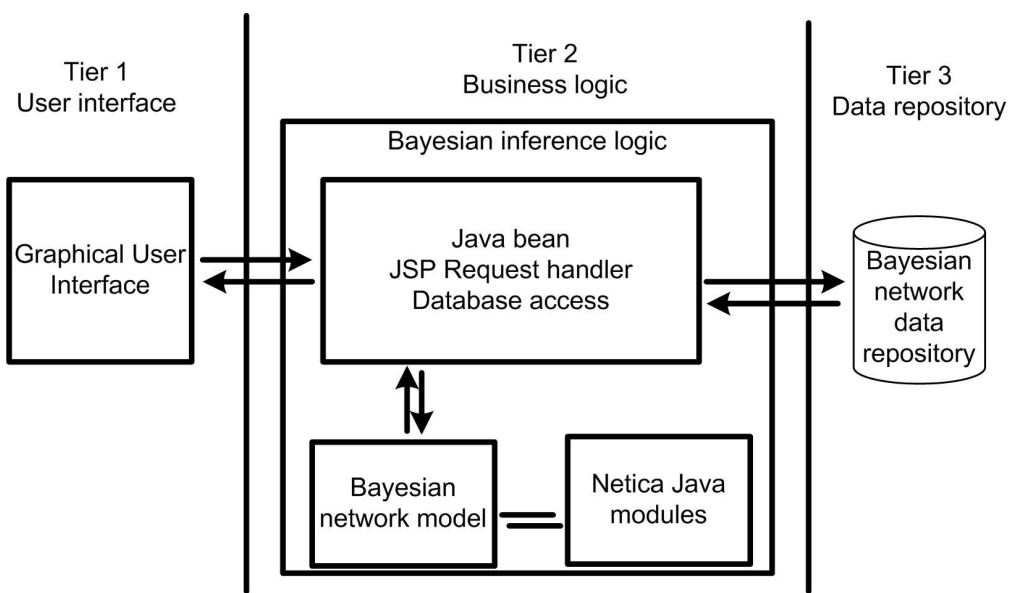 Tier 1
User interface
Tier 2
Business logic
Tier 3
Data repository
Bayesian inference logic
Graphical User
Interface
Java bean
JSP Request handler
Database access
Bayesian
network
data
repository
Bayesian
network model
Netica Java
modules